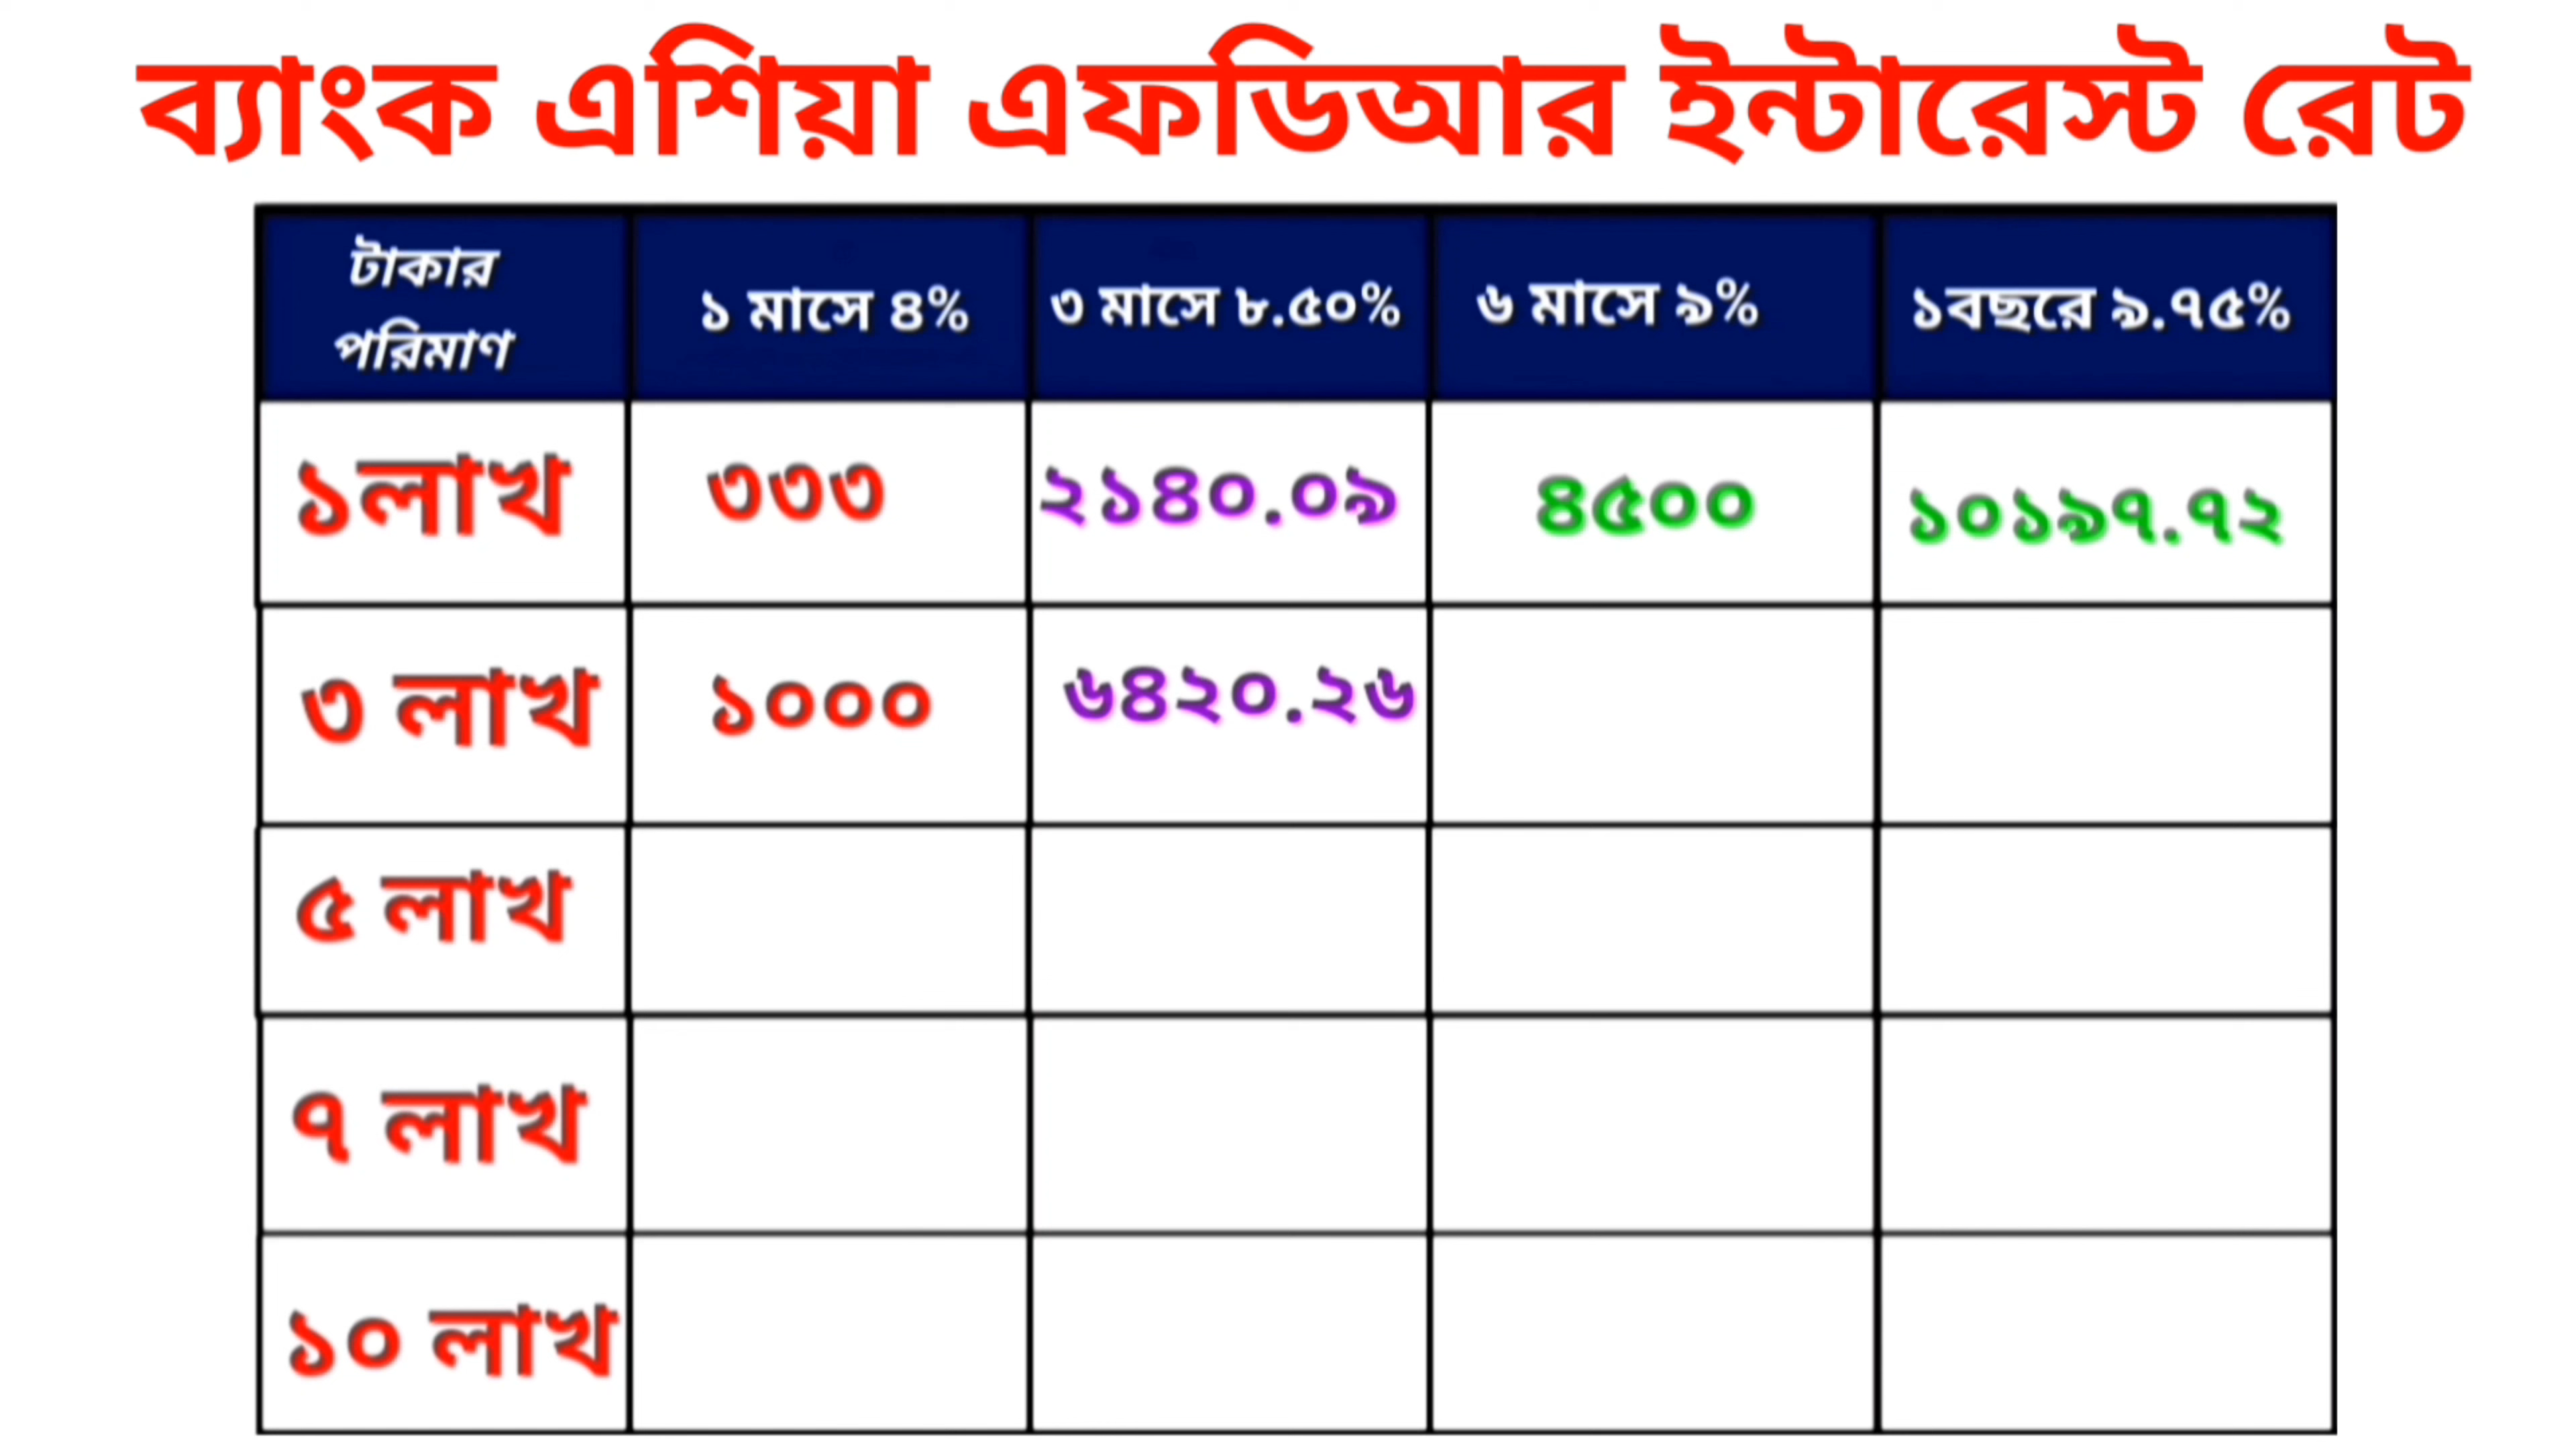 ব্যাংক এশিয়া এফডিআর ইন্টারেস্ট রেট
টাকার
পরিমাণ
১ মাসে ৪%
৩ মাসে ৮.৫০%
৬ মাসে ৯%
১বছরে ৯.৭৫%
১লাখ
৩৩৩
২১৪০.০৯
৪৫০০
১০১৯৭.৭২
৩ লাখ
১০০০
৬৪২০.২৬
৫ লাখ
৭ লাখ
১০ লাখ